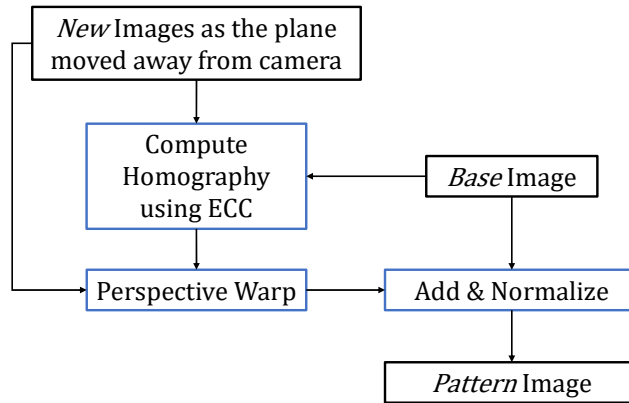 New Images as the plane
moved away from camera
Compute
Homography
using ECC
Base Image
Perspective Warp
Add & Normalize
Pattern Image